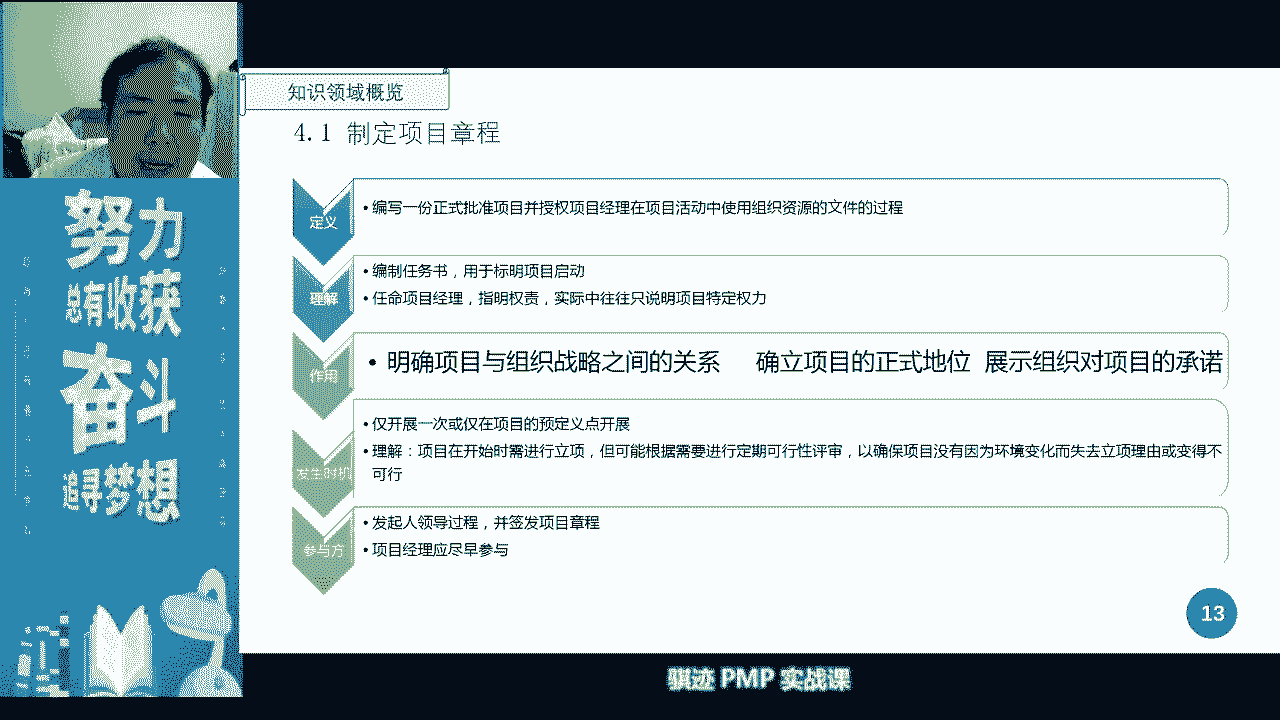 知识领域概览
4.1 制定项目章程
定义
•编写一份正式批准项目并授权项目经理在项目活动中使用组织资源的文件的过程
理解
•编制任务书，用于标明项目启动
•任命项目经理，指明权责，实际中往往只说明项目特定权力
作用
•明确项目与组织战略之间的关系 确立项目的正式地位 展示组织对项目的承诺
发生时机
•仅开展一次或仅在项目的预定义点开展
•理解：项目在开始时需进行立项，但可能根据需要进行定期可行性评审，以确保项目没有因为环境变化而失去立项理由或变得不
可行
参与方
•发起人领导过程，并签发项目章程
•项目经理应尽早参与
13
努力
总有收获
奋斗
追寻梦想
骐迹 PMP 实战课